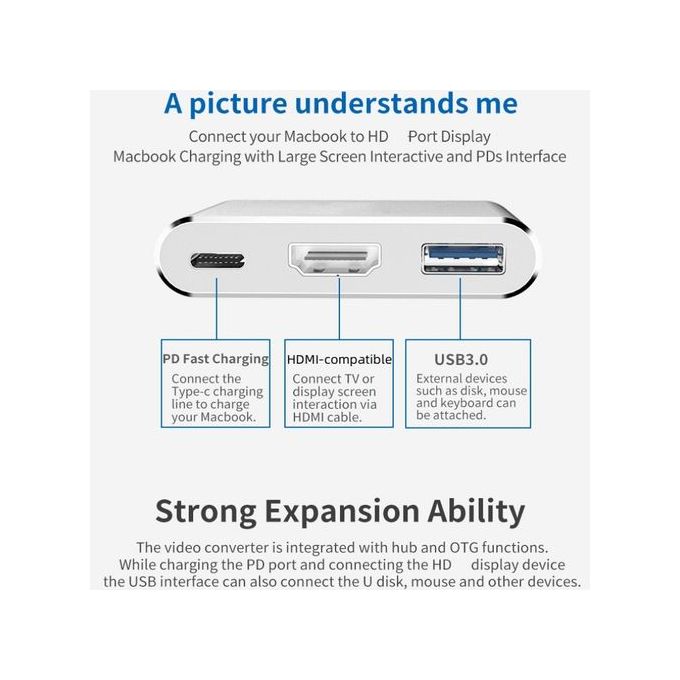 A picture understands me
Connect your Macbook to HD Port Display
Macbook Charging with Large Screen Interactive and PDs Interface
PD Fast Charging
Connect the
Type-c charging
line to charge
your Macbook.
HDMI-compatible
Connect TV or
display screen
interaction via
HDMI cable.
USB3.0
External devices
such as disk, mouse
and keyboard can
be attached.
Strong Expansion Ability
The video converter is integrated with hub and OTG functions.
While charging the PD port and connecting the HD display device
the USB interface can also connect the U disk, mouse and other devices.